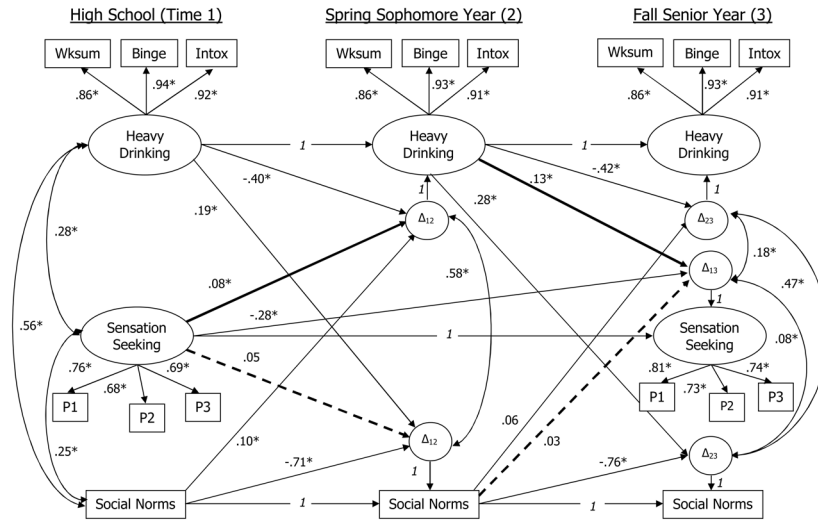 High School (Time 1) Spring Sophomore Year (2) Fall Senior Year (3)
Wksum Binge Intox Wksum Binge Intox Wksum Binge Intox
.86* .94* .92* .86* .93* .91* .86* .93* .91*
Heavy Drinking 1 Heavy Drinking 1 Heavy Drinking
-.40* 1 .13* -.42* 1
.19* Δ12 .28* Δ23
.28* .18*
.08* .58* Δ13 .47*
-.28* 1
.56* Sensation Seeking 1 Sensation Seeking .08*
.05
.76* .68* .69* .81* .73* .74*
P1 P2 P3 P1 P2 P3
.06
.10* Δ12 .03 Δ23
.25* -.71* 1 -.76* 1
Social Norms 1 Social Norms 1 Social Norms